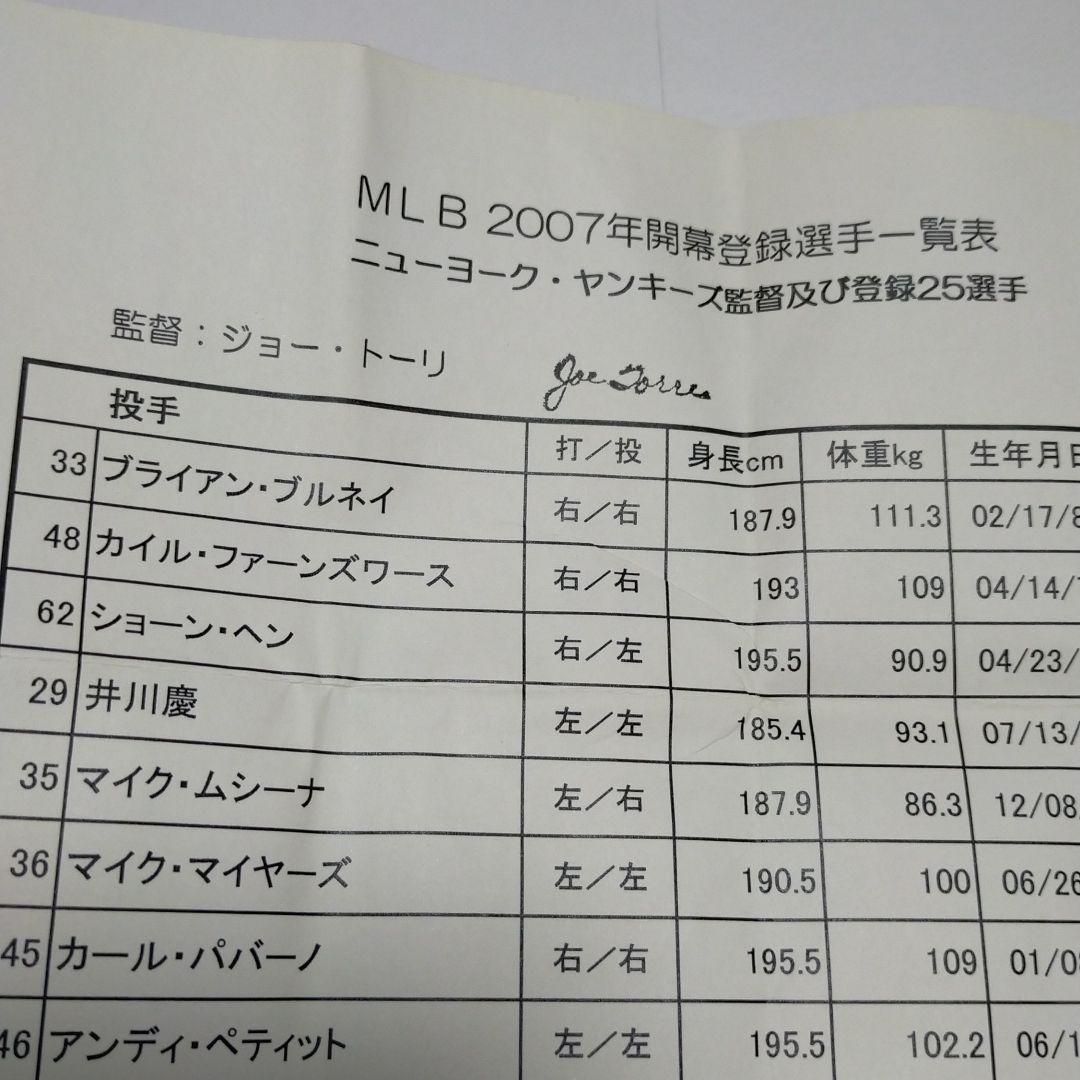 MLB 2007年開幕登録選手一覧表
ニューヨーク・ヤンキーズ監督及び登録25選手
監督：ジョー・トーリ Joe Torre
投手 打／投 身長cm 体重kg 生年月日
33 ブライアン・ブルネイ 右／右 187.9 111.3 02/17/8
48 カイル・ファーンズワース 右／右 193 109 04/14/
62 ショーン・ヘン 右／左 195.5 90.9 04/23/
29 井川慶 左／左 185.4 93.1 07/13/
35 マイク・ムシーナ 左／右 187.9 86.3 12/08
36 マイク・マイヤーズ 左／左 190.5 100 06/26
45 カール・パバーノ 右／右 195.5 109 01/0
46 アンディ・ペティット 左／左 195.5 102.2 06/1